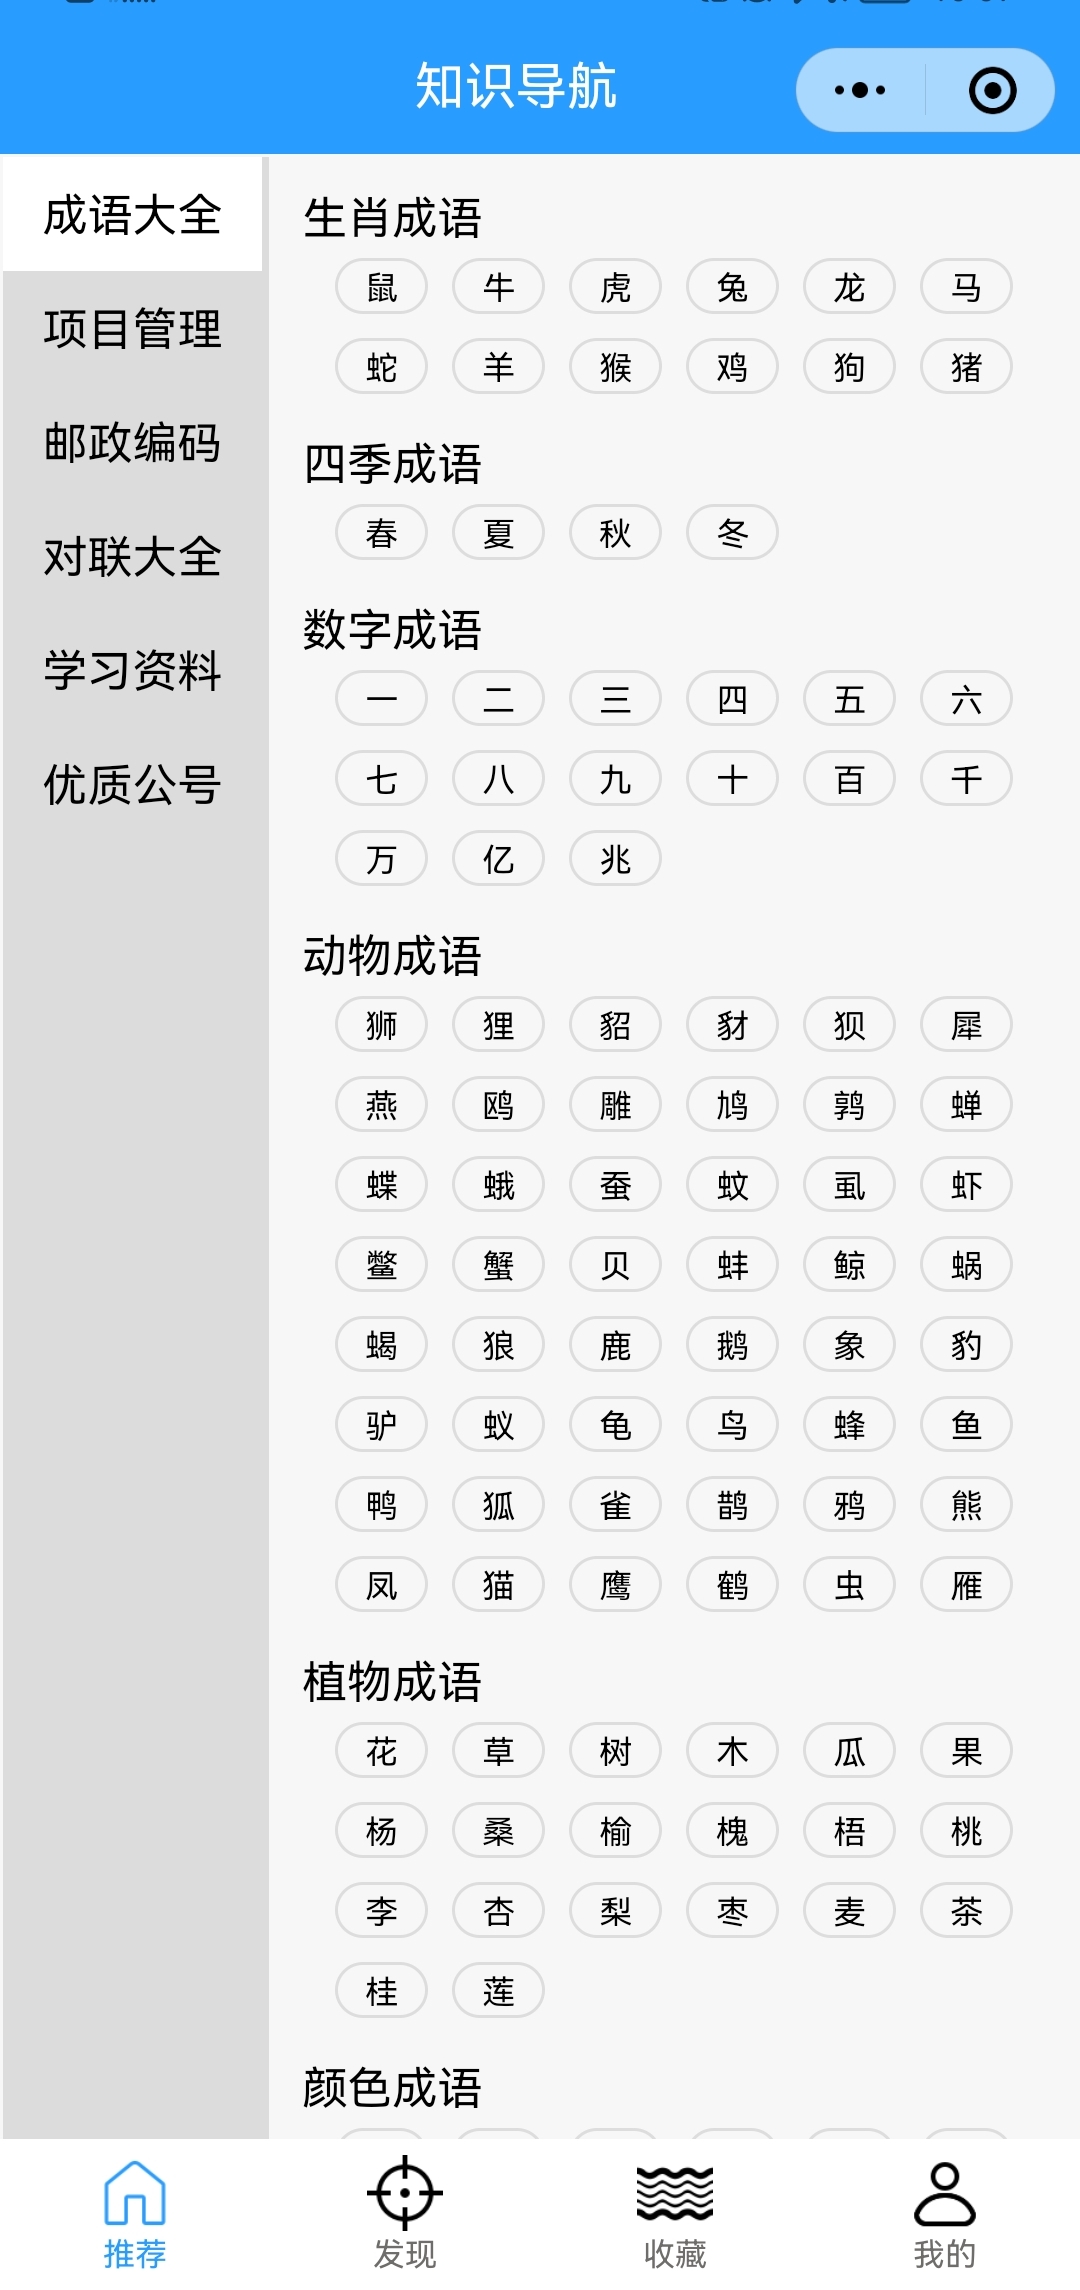 知识导航
成语大全
项目管理
邮政编码
对联大全
学习资料
优质公号
生肖成语
鼠 牛 虎 兔 龙 马
蛇 羊 猴 鸡 狗 猪
四季成语
春 夏 秋 冬
数字成语
一 二 三 四 五 六
七 八 九 十 百 千
万 亿 兆
动物成语
狮 狸 貂 豺 狈 犀
燕 鸥 雕 鸠 鹑 蝉
蝶 蛾 蚕 蚊 虱 虾
鳖 蟹 贝 蚌 鲸 蜗
蝎 狼 鹿 鹅 象 豹
驴 蚁 龟 鸟 蜂 鱼
鸭 狐 雀 鹊 鸦 熊
凤 猫 鹰 鹤 虫 雁
植物成语
花 草 树 木 瓜 果
杨 桑 榆 槐 梧 桃
李 杏 梨 枣 麦 茶
桂 莲
颜色成语
推荐 发现 收藏 我的